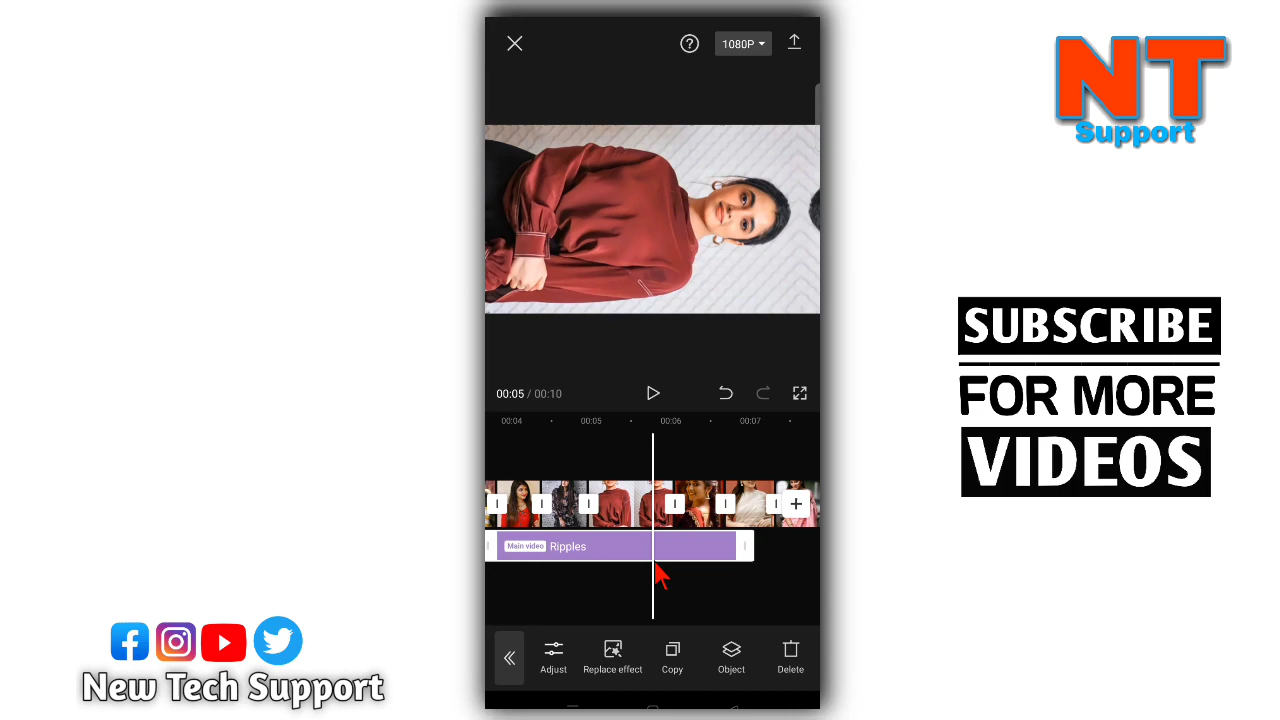 1080P
NT
Support
SUBSCRIBE
FOR MORE
VIDEOS
00:05 / 00:10
00:04
00:05
00:06
00:07
Main video Ripples
Adjust
Replace effect
Copy
Object
Delete
New Tech Support